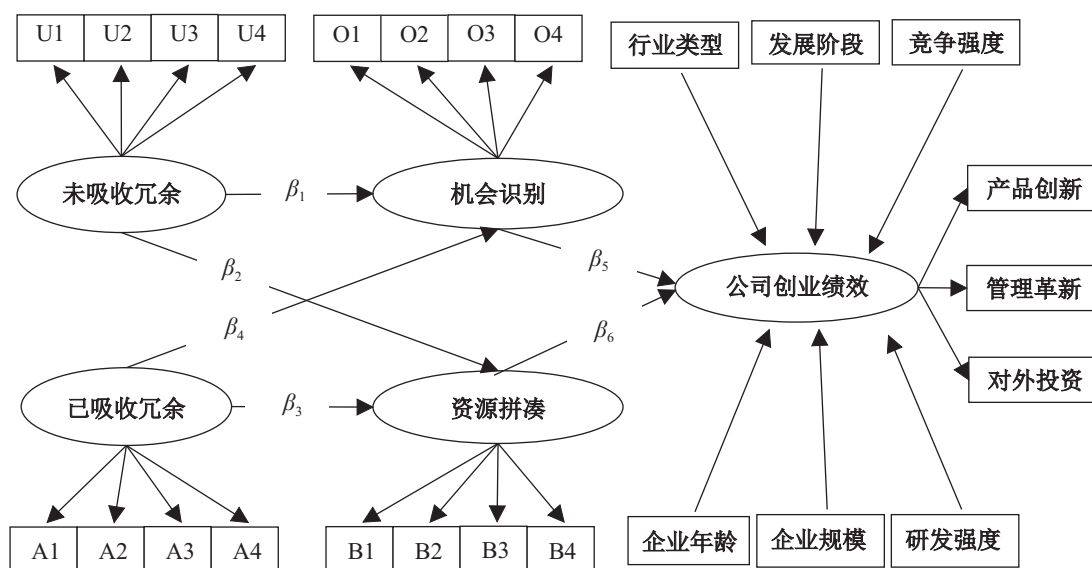 U1 U2 U3 U4
O1 O2 O3 O4
行业类型
发展阶段
竞争强度
未吸收冗余
β1
机会识别
产品创新
β2
β5
公司创业绩效
管理革新
β4
β6
对外投资
已吸收冗余
β3
资源拼凑
A1 A2 A3 A4
B1 B2 B3 B4
企业年龄
企业规模
研发强度